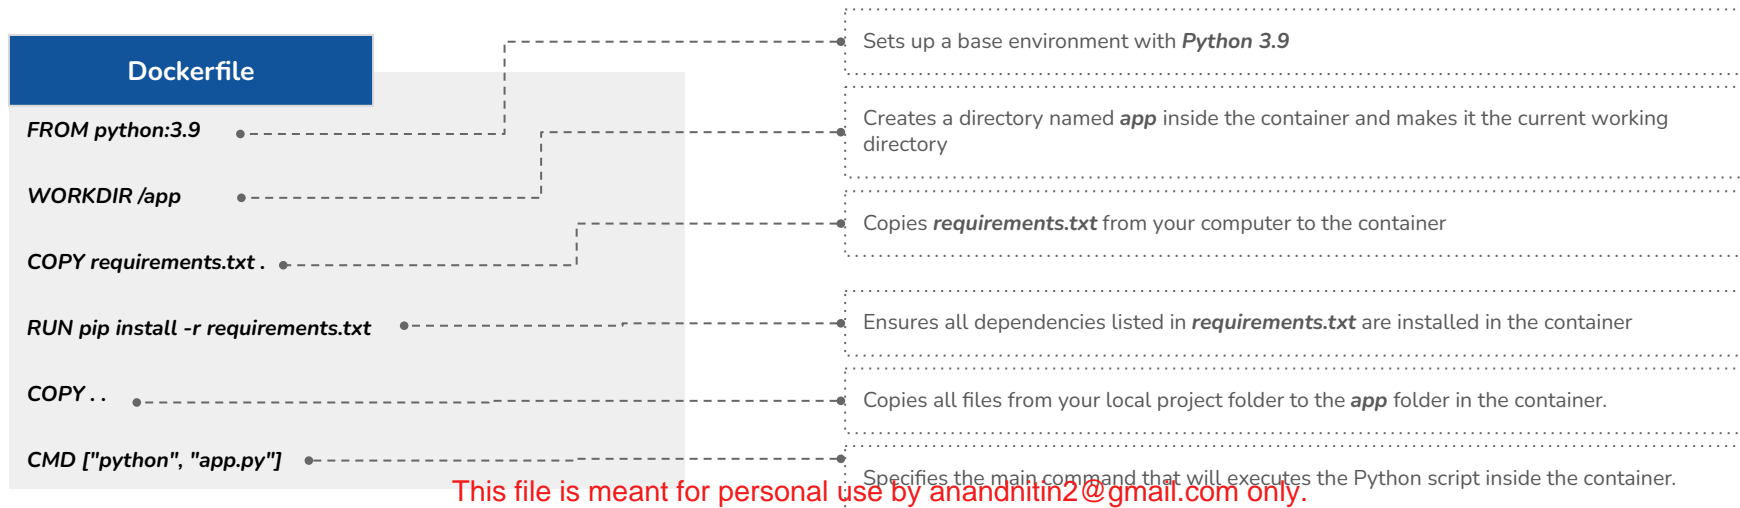 Dockerfile
FROM python:3.9
WORKDIR /app
COPY requirements.txt .
RUN pip install -r requirements.txt
COPY . .
CMD ["python", "app.py"]
Sets up a base environment with Python 3.9
Creates a directory named app inside the container and makes it the current working
directory
Copies requirements.txt from your computer to the container
Ensures all dependencies listed in requirements.txt are installed in the container
Copies all files from your local project folder to the app folder in the container.
Specifies the main command that will executes the Python script inside the container.
This file is meant for personal use by anandnitin2@gmail.com only.